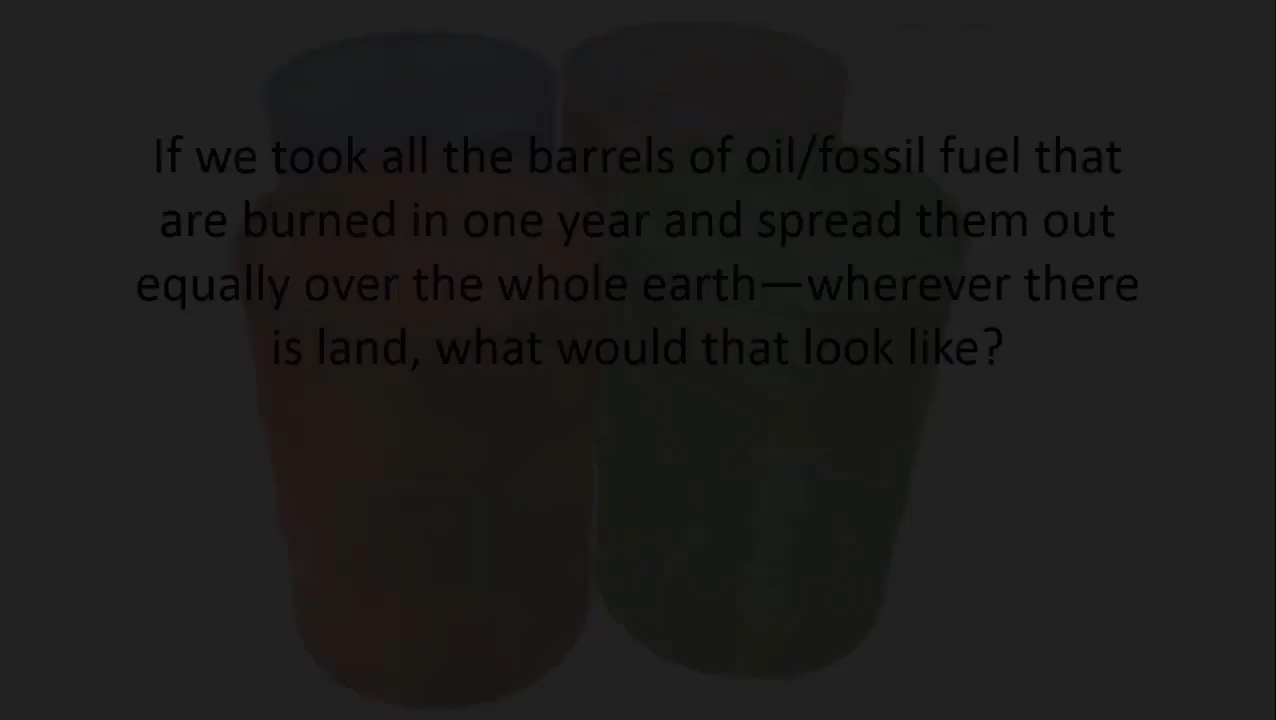 If we took all the barrels of oil/fossil fuel that
are burned in one year and spread them out
equally over the whole earth—wherever there
is land, what would that look like?